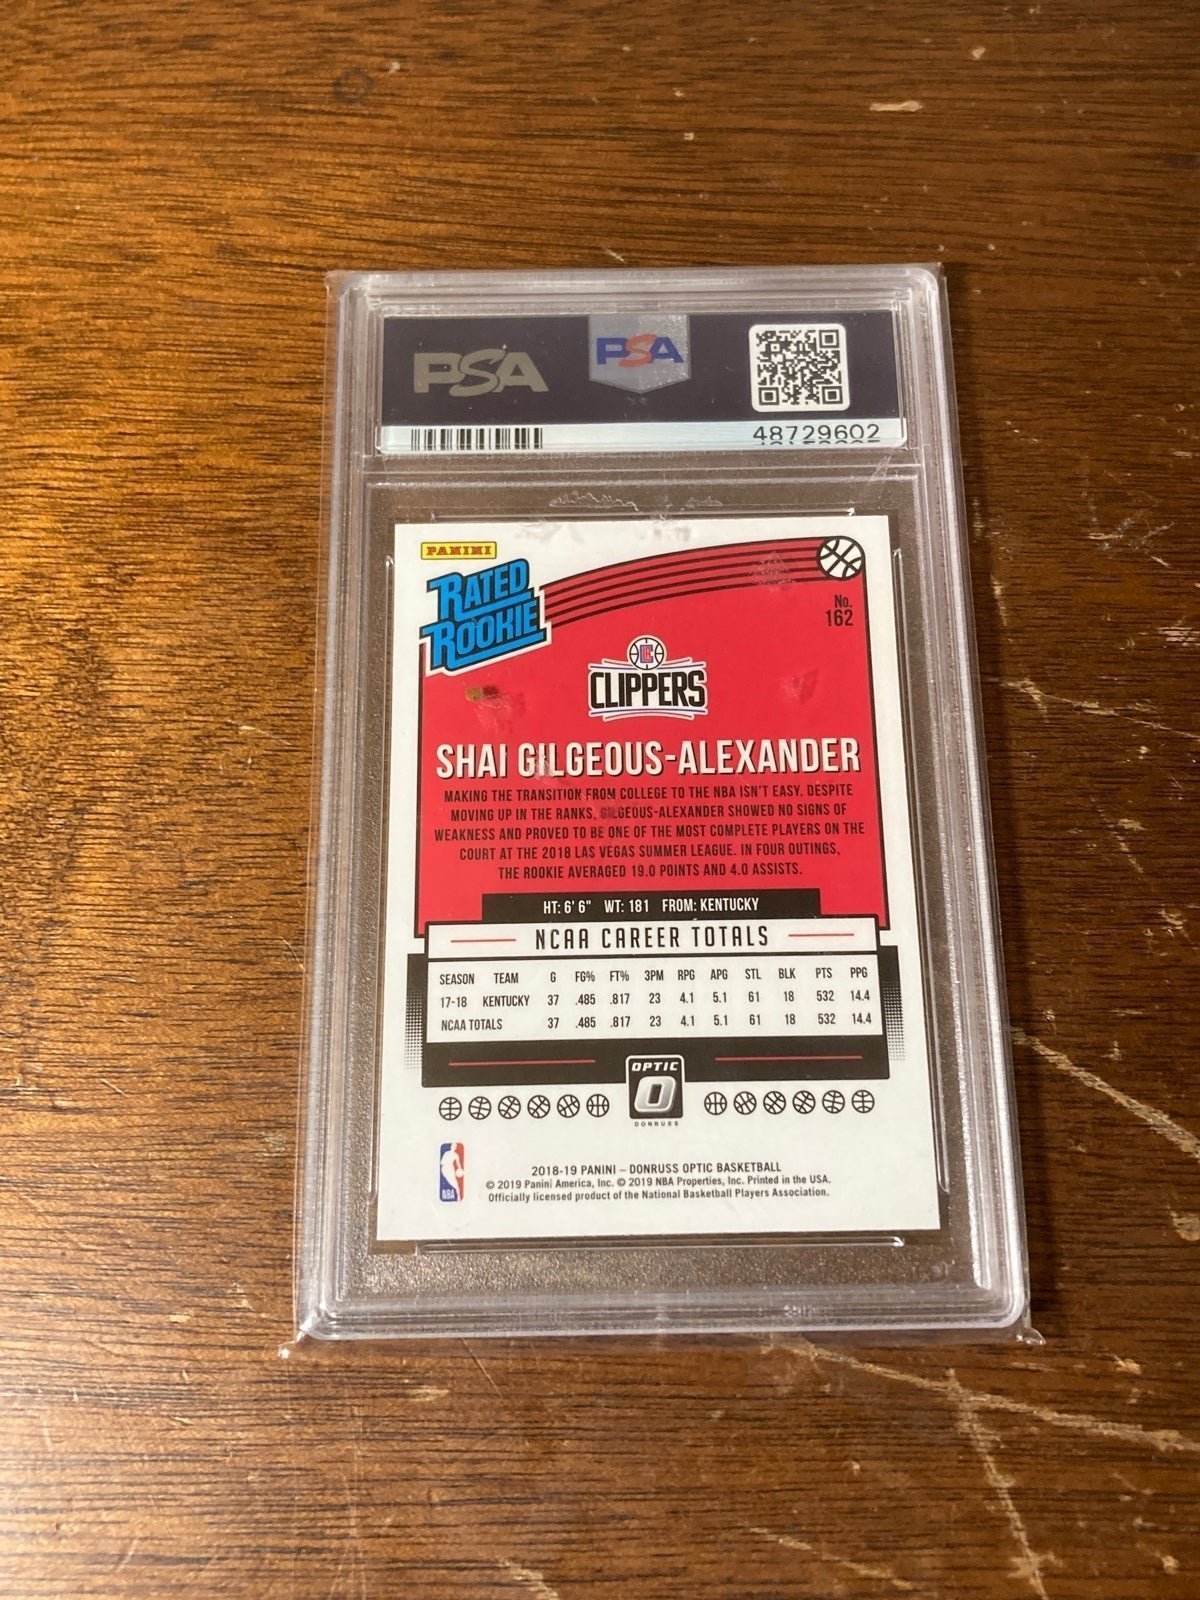 PSA
PSA
48729602
PANINI
RATED
ROOKIE
No.
162
CLIPPERS
SHAI GILGEOUS-ALEXANDER
MAKING THE TRANSITION FROM COLLEGE TO THE NBA ISN'T EASY. DESPITE
MOVING UP IN THE RANKS, GILGEOUS-ALEXANDER SHOWED NO SIGNS OF
WEAKNESS AND PROVED TO BE ONE OF THE MOST COMPLETE PLAYERS ON THE
COURT AT THE 2018 LAS VEGAS SUMMER LEAGUE. IN FOUR OUTINGS,
THE ROOKIE AVERAGED 19.0 POINTS AND 4.0 ASSISTS.
HT: 6' 6" WT: 181 FROM: KENTUCKY
NCAA CAREER TOTALS
SEASON TEAM G FG% FT% 3PM RPG APG STL BLK PTS PPG
17-18 KENTUCKY 37 .485 .817 23 4.1 5.1 61 18 532 14.4
NCAA TOTALS 37 .485 .817 23 4.1 5.1 61 18 532 14.4
OPTIC
O
DONRUSS
NBA
2018-19 PANINI – DONRUSS OPTIC BASKETBALL
© 2019 Panini America, Inc. © 2019 NBA Properties, Inc. Printed in the USA.
Officially licensed product of the National Basketball Players Association.